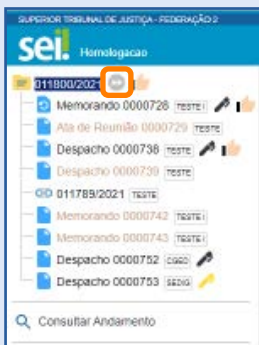 SUPERIOR TRIBUNAL DE JUSTIÇA - FEDERAÇÃO 2
sei! Homologacao
011800/2021
Memorando 0000728 TESTE I
Ata de Reunião 0000729 TESTE
Despacho 0000738 TESTE
Despacho 0000739 TESTE
011789/2021 TESTE
Memorando 0000742 TESTE I
Memorando 0000743 TESTE I
Despacho 0000752 CGED
Despacho 0000753 SEDIG
Consultar Andamento